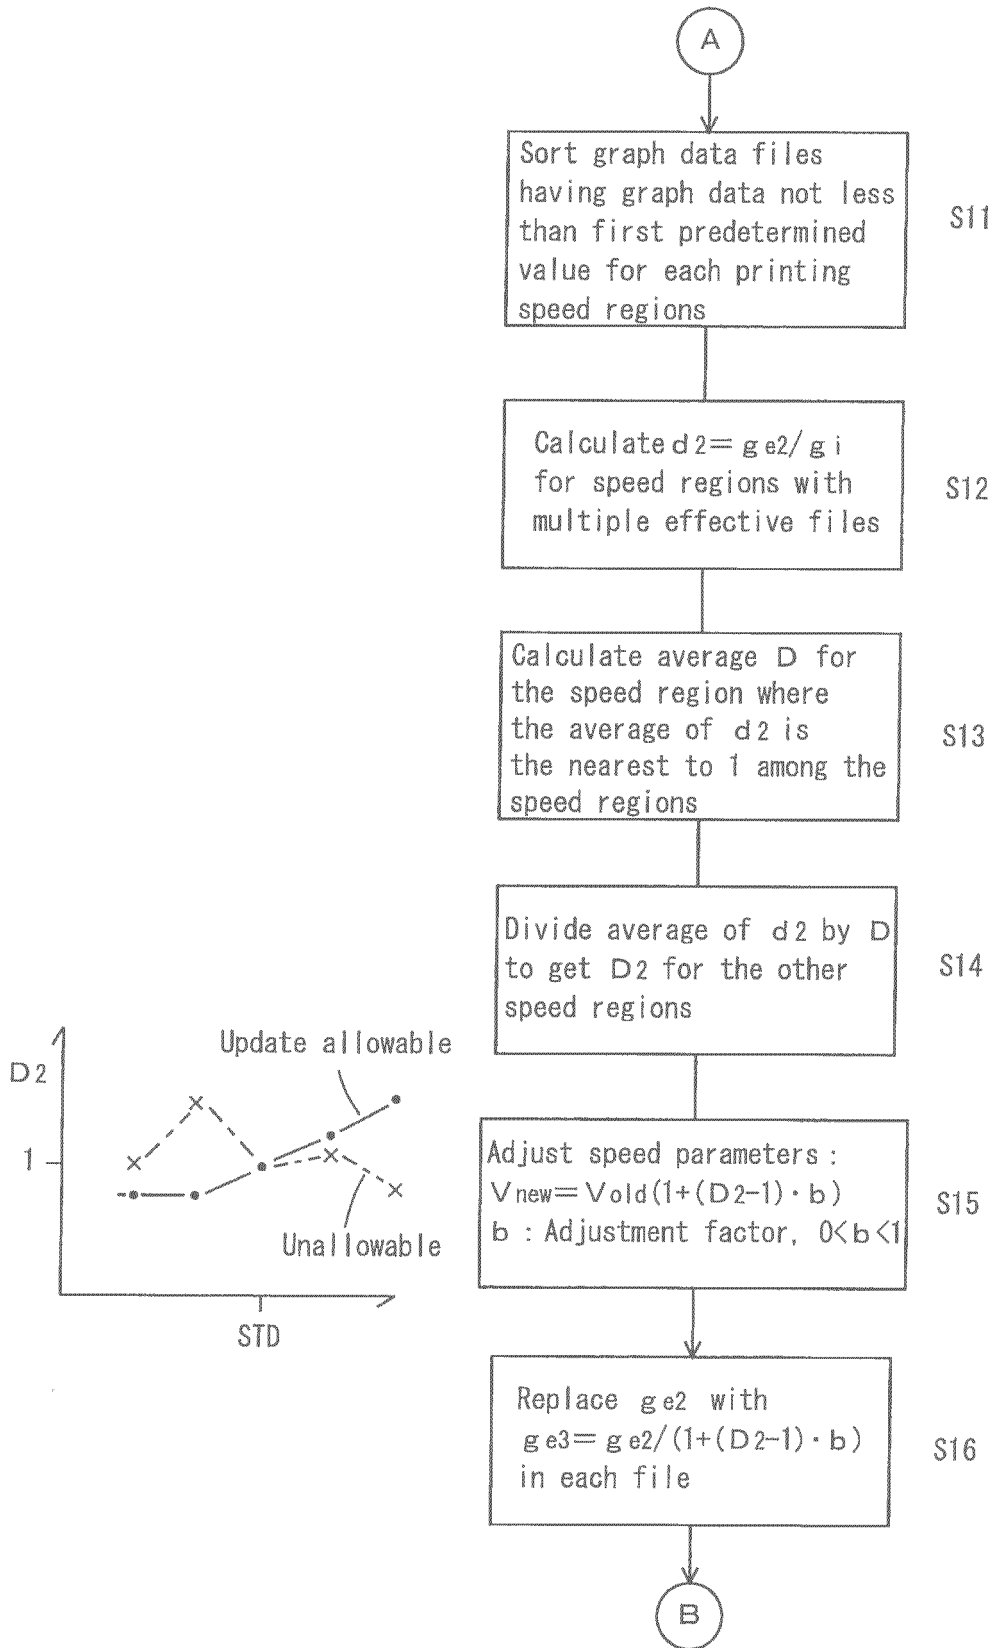 A
Sort graph data files
having graph data not less
than first predetermined
value for each printing
speed regions
S11
Calculate d2=ge2/gi
for speed regions with
multiple effective files
S12
Calculate average D for
the speed region where
the average of d2 is
the nearest to 1 among the
speed regions
S13
Divide average of d2 by D
to get D2 for the other
speed regions
S14
Update allowable
D2
1
Unallowable
STD
Adjust speed parameters:
Vnew=Vold(1+(D2-1)·b)
b : Adjustment factor, 0<b<1
S15
Replace ge2 with
ge3=ge2/(1+(D2-1)·b)
in each file
S16
B